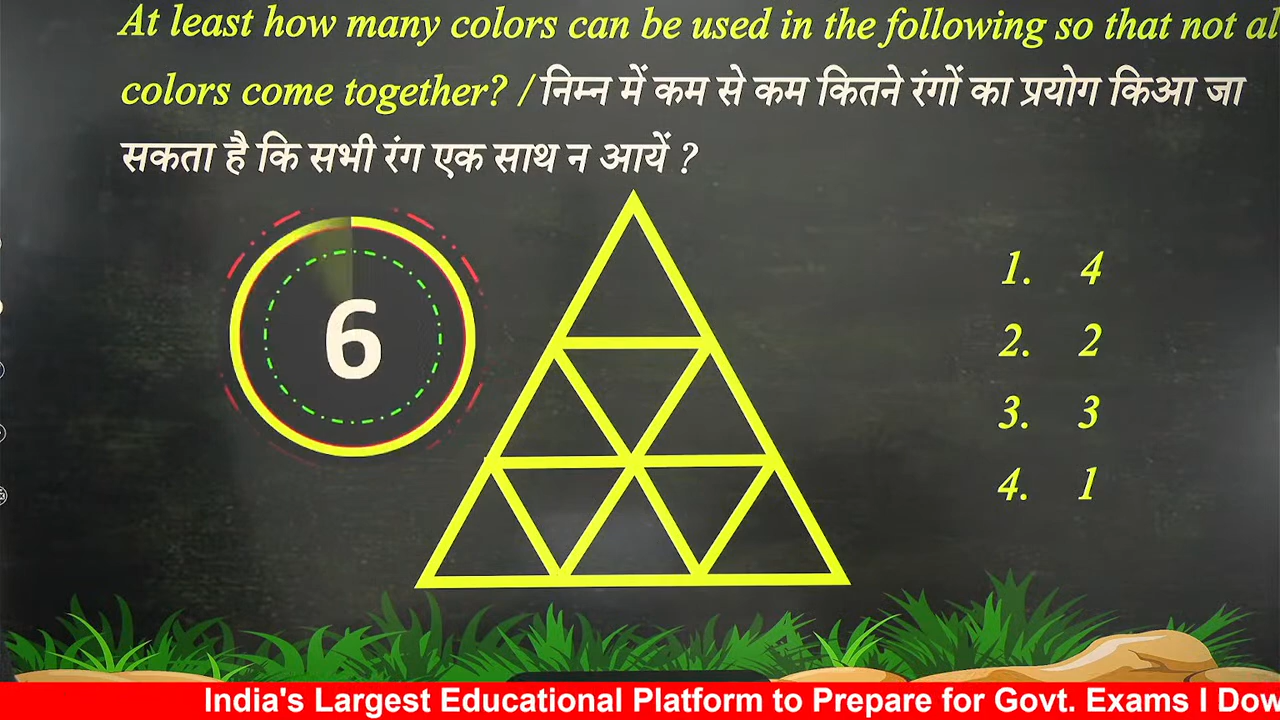 At least how many colors can be used in the following so that not al
colors come together? / निम्न में कम से कम कितने रंगों का प्रयोग किआ जा
सकता है कि सभी रंग एक साथ न आयें ?
6
1. 4
2. 2
3. 3
4. 1
India's Largest Educational Platform to Prepare for Govt. Exams I Dow